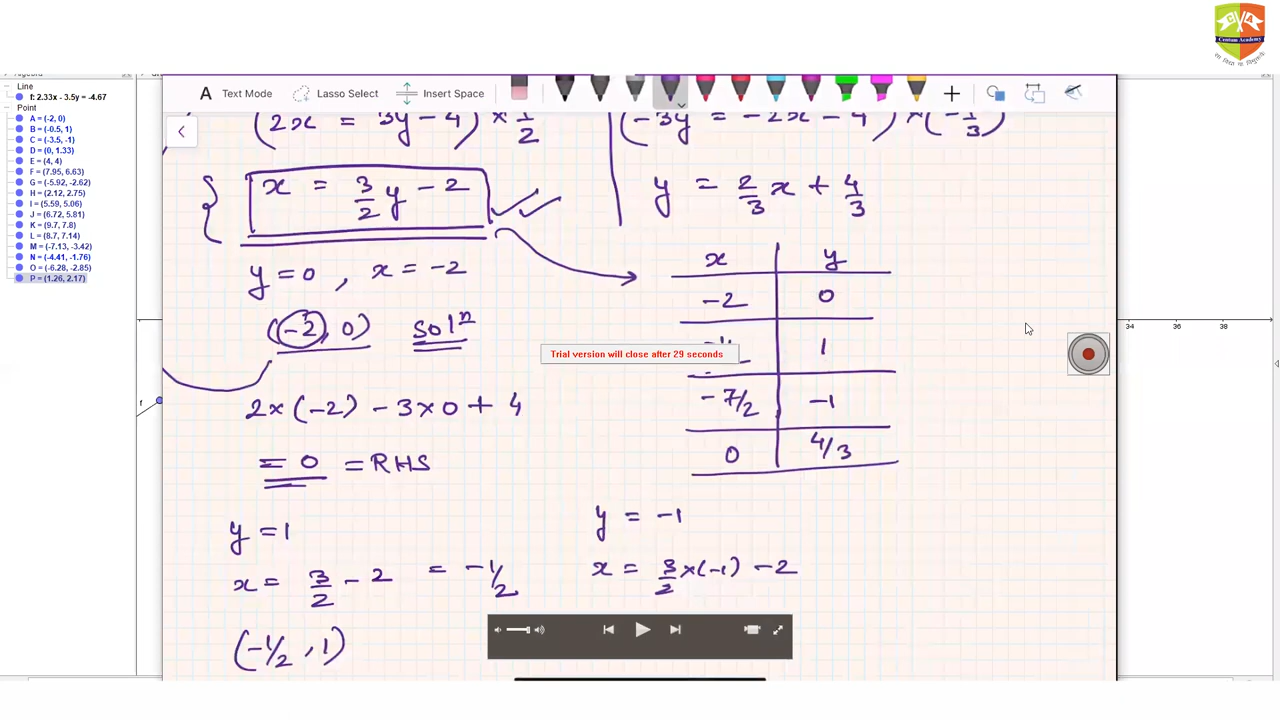 Centum Academy
Line
f: 2.33x - 3.5y = -4.67
Point
A = (-2, 0)
B = (-0.5, 1)
C = (-3.5, -1)
D = (0, 1.33)
E = (4, 4)
F = (7.95, 6.63)
G = (-5.92, -2.62)
H = (2.12, 2.75)
I = (5.59, 5.06)
J = (6.72, 5.81)
K = (9.7, 7.8)
L = (8.7, 7.14)
M = (-7.13, -3.42)
N = (-4.41, -1.76)
O = (-6.28, -2.85)
P = (1.26, 2.17)
f
A Text Mode Lasso Select Insert Space
(2x = 3y - 4) × 1/2
(-3y = -2x - 4) × (-1/3)
x = 3/2 y - 2
y = 2/3 x + 4/3
y = 0 , x = -2
(-2, 0) solⁿ
2×(-2) - 3×0 + 4
= 0 = RHS
y = 1
x = 3/2 - 2 = -1/2
(-1/2 , 1)
x y
-2 0
1
-7/2 -1
0 4/3
y = -1
x = 3/2 × (-1) - 2
Trial version will close after 29 seconds
34 36 38